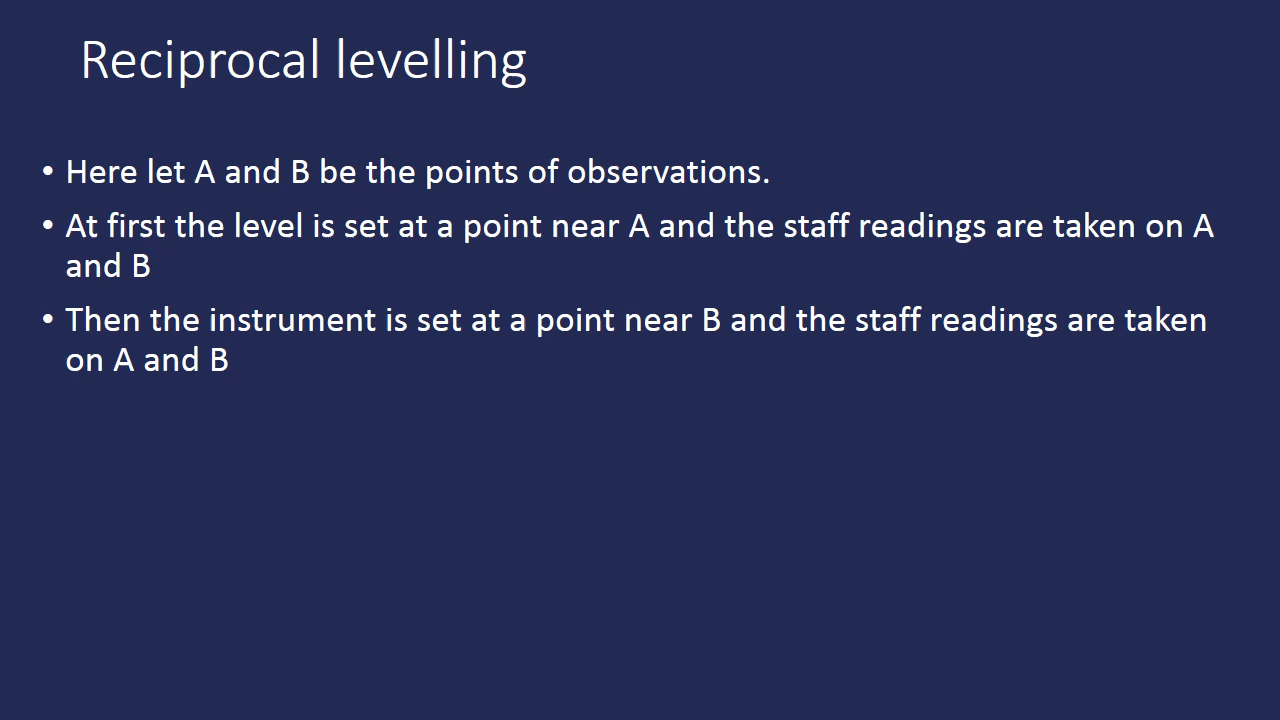 Reciprocal levelling
• Here let A and B be the points of observations.
• At first the level is set at a point near A and the staff readings are taken on A
and B
• Then the instrument is set at a point near B and the staff readings are taken
on A and B